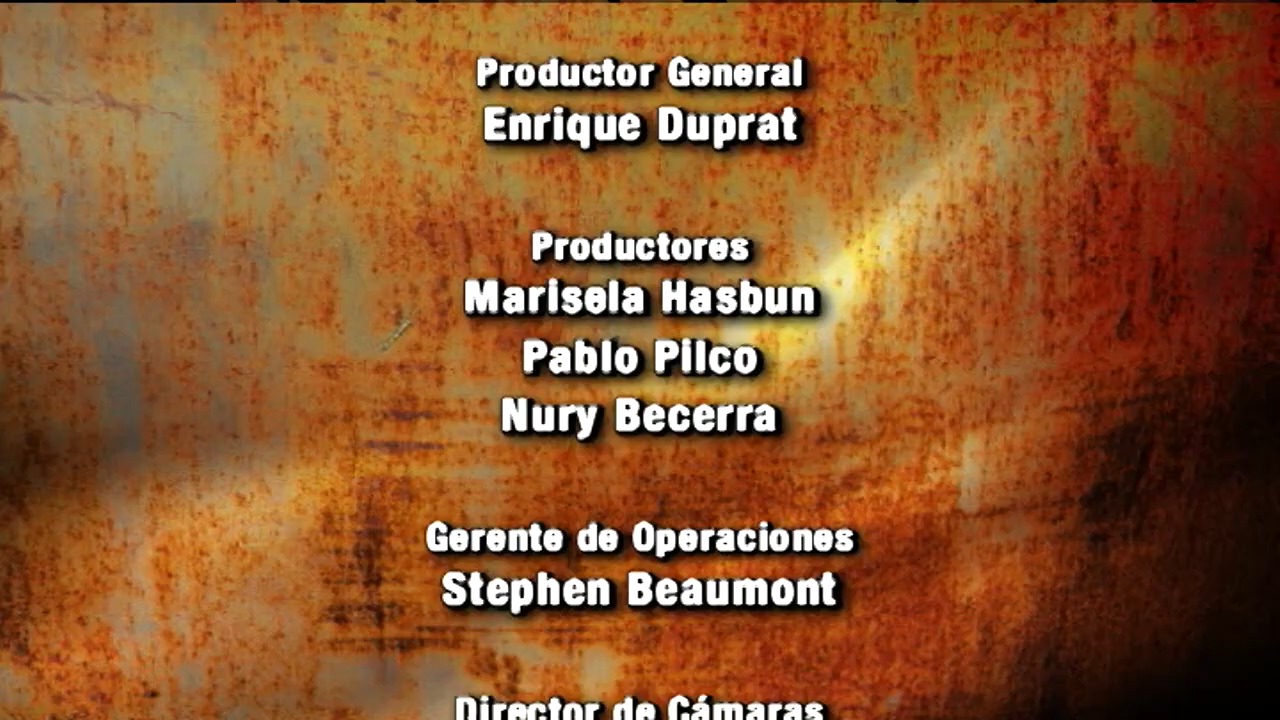 Productor General
Enrique Duprat
Productores
Marisela Hasbun
Pablo Pilco
Nury Becerra
Gerente de Operaciones
Stephen Beaumont
Director de Cámaras